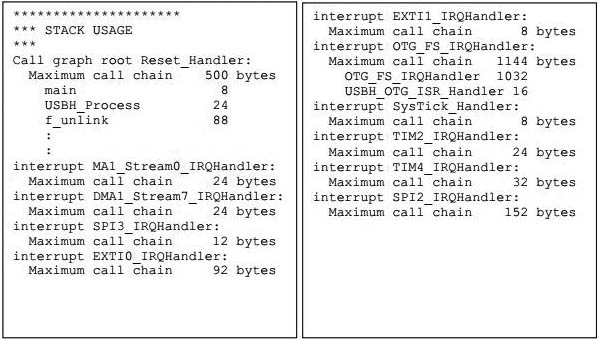 *********************
*** STACK USAGE
***
Call graph root Reset_Handler:
Maximum call chain 500 bytes
main 8
USBH_Process 24
f_unlink 88
:
:
interrupt MA1_Stream0_IRQHandler:
Maximum call chain 24 bytes
interrupt DMA1_Stream7_IRQHandler:
Maximum call chain 24 bytes
interrupt SPI3_IRQHandler:
Maximum call chain 12 bytes
interrupt EXTI0_IRQHandler:
Maximum call chain 92 bytes
interrupt EXTI1_IRQHandler:
Maximum call chain 8 bytes
interrupt OTG_FS_IRQHandler:
Maximum call chain 1144 bytes
OTG_FS_IRQHandler 1032
USBH_OTG_ISR_Handler 16
interrupt SysTick_Handler:
Maximum call chain 8 bytes
interrupt TIM2_IRQHandler:
Maximum call chain 24 bytes
interrupt TIM4_IRQHandler:
Maximum call chain 32 bytes
interrupt SPI2_IRQHandler:
Maximum call chain 152 bytes